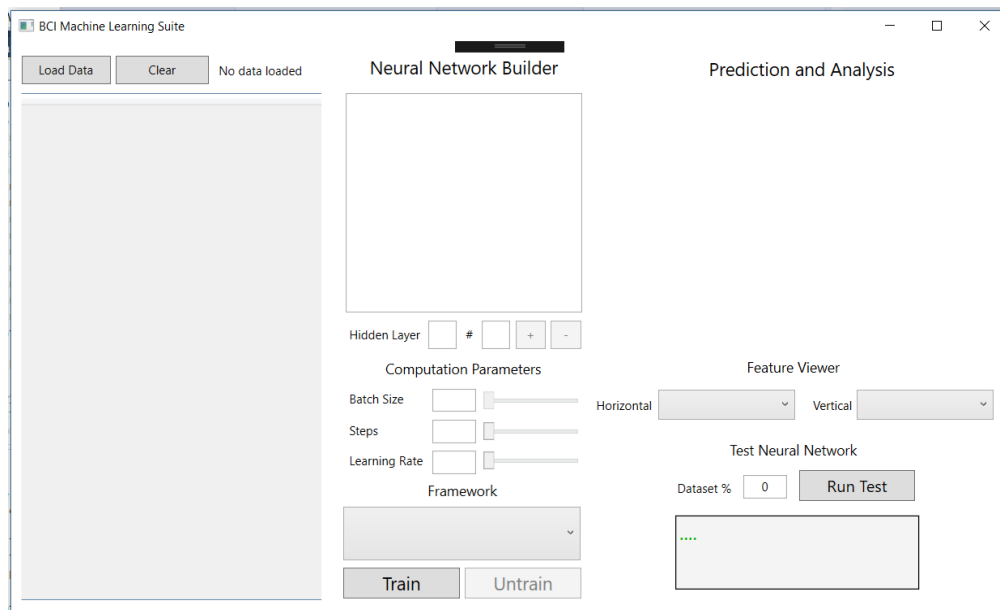 BCI Machine Learning Suite
Load Data Clear No data loaded
Neural Network Builder
Hidden Layer # + -
Computation Parameters
Batch Size
Steps
Learning Rate
Framework
Train Untrain
Prediction and Analysis
Feature Viewer
Horizontal Vertical
Test Neural Network
Dataset % 0 Run Test
....